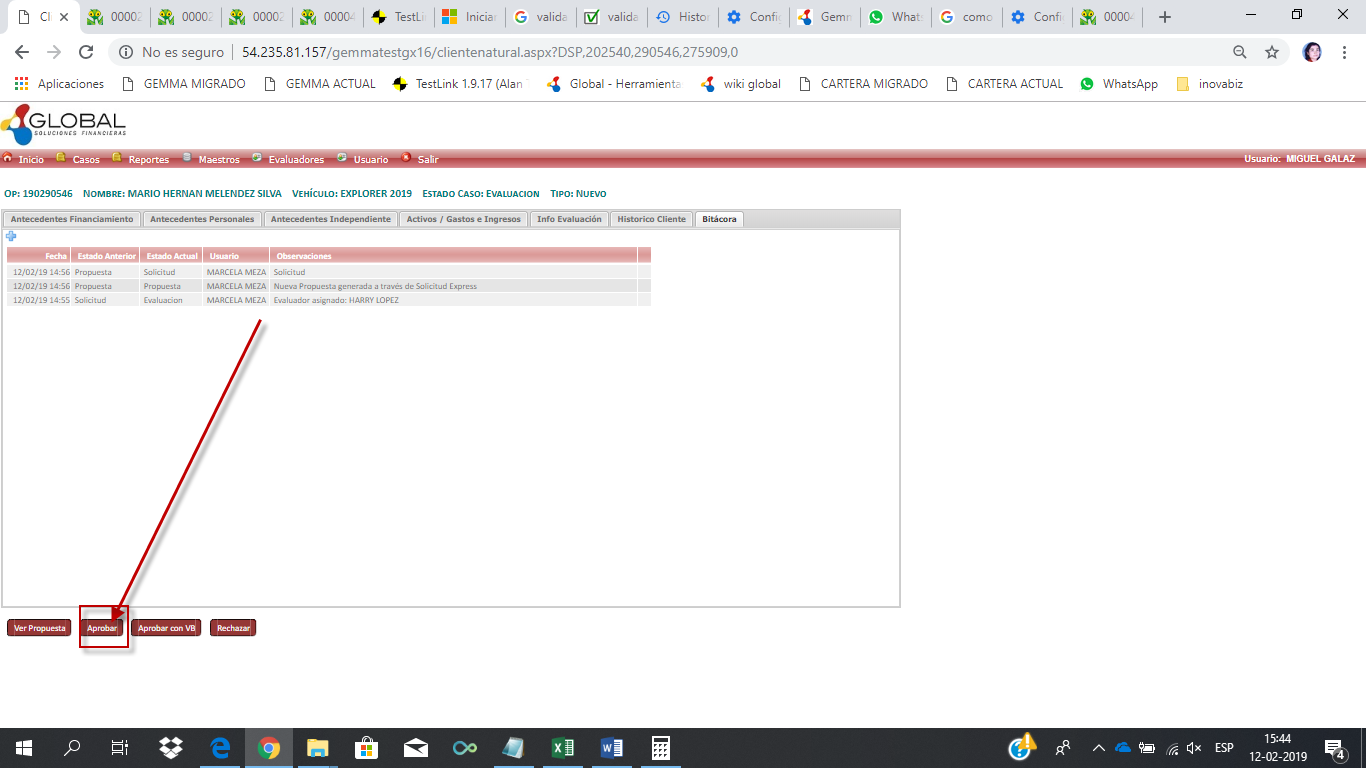 Cl
00002
00002
00002
00004
TestLi
Iniciar
valida
valida
Histor
Config
Gemm
Whats
como
Confi
00004
No es seguro | 54.235.81.157/gemmatestgx16/clientenatural.aspx?DSP,202540,290546,275909,0
Aplicaciones GEMMA MIGRADO GEMMA ACTUAL TestLink 1.9.17 (Alan Global - Herramienta wiki global CARTERA MIGRADO CARTERA ACTUAL WhatsApp inovabiz
GLOBAL
SOLUCIONES FINANCIERAS
Inicio Casos Reportes Maestros Evaluadores Usuario Salir Usuario: MIGUEL GALAZ
OP: 190290546 NOMBRE: MARIO HERNAN MELENDEZ SILVA VEHÍCULO: EXPLORER 2019 ESTADO CASO: EVALUACION TIPO: NUEVO
Antecedentes Financiamiento Antecedentes Personales Antecedentes Independiente Activos / Gastos e Ingresos Info Evaluación Historico Cliente Bitácora
Fecha Estado Anterior Estado Actual Usuario Observaciones
12/02/19 14:56 Propuesta Solicitud MARCELA MEZA Solicitud
12/02/19 14:56 Propuesta Propuesta MARCELA MEZA Nueva Propuesta generada a través de Solicitud Express
12/02/19 14:55 Solicitud Evaluacion MARCELA MEZA Evaluador asignado: HARRY LOPEZ
Ver Propuesta Aprobar Aprobar con VB Rechazar
ESP
15:44
12-02-2019
4